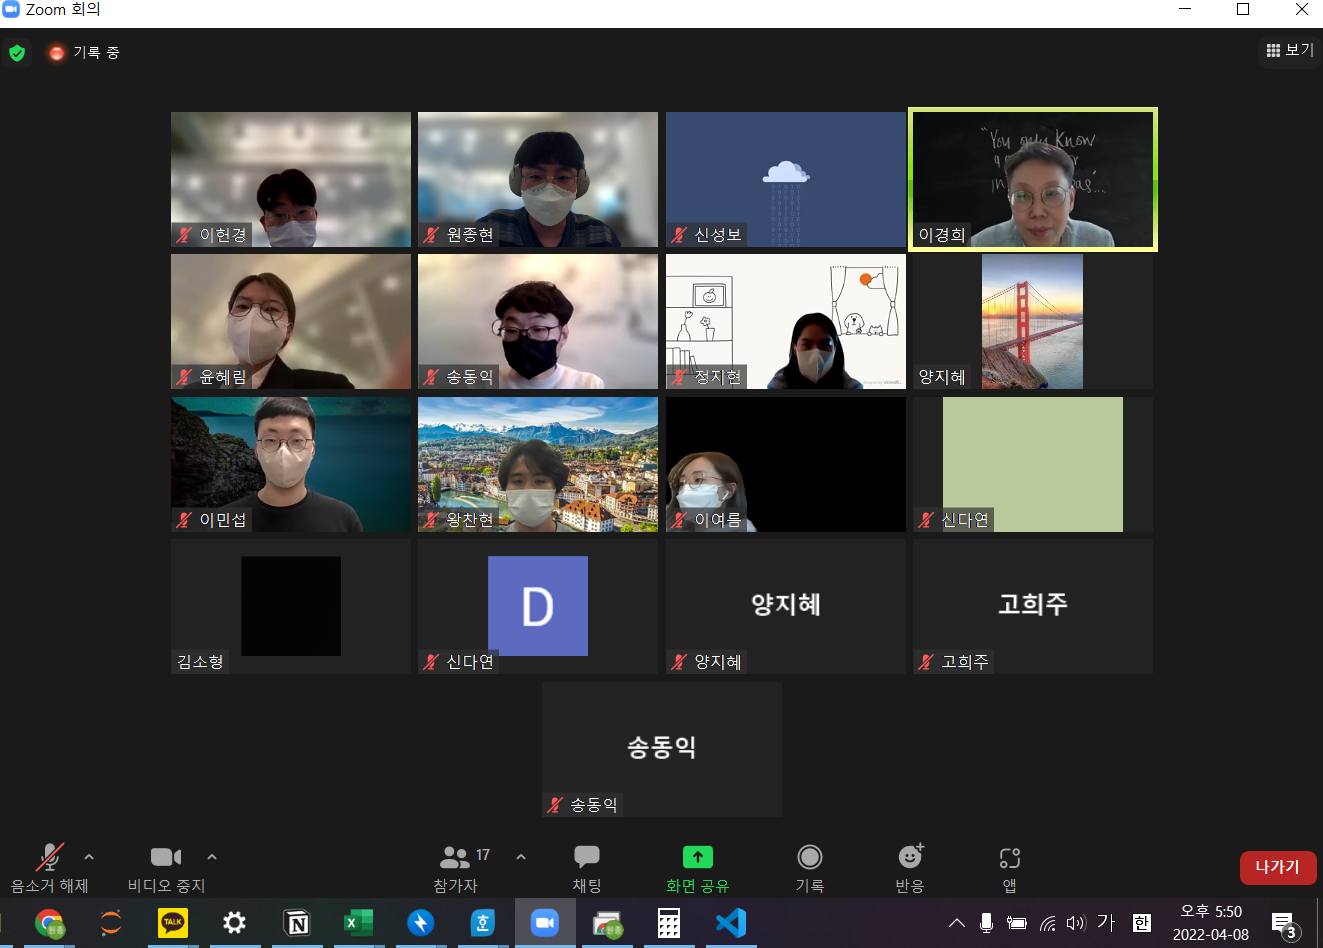 Zoom 회의
기록 중
보기
이헌경
원종현
신성보
"You only Know
이경희
윤혜림
송동익
정지현
양지혜
이민섭
왕찬현
이여름
신다연
D
양지혜
고희주
김소형
신다연
양지혜
고희주
송동익
송동익
17
음소거 해제
비디오 중지
참가자
채팅
화면 공유
기록
반응
앱
나가기
TALK
가
한
오후 5:50
2022-04-08
3